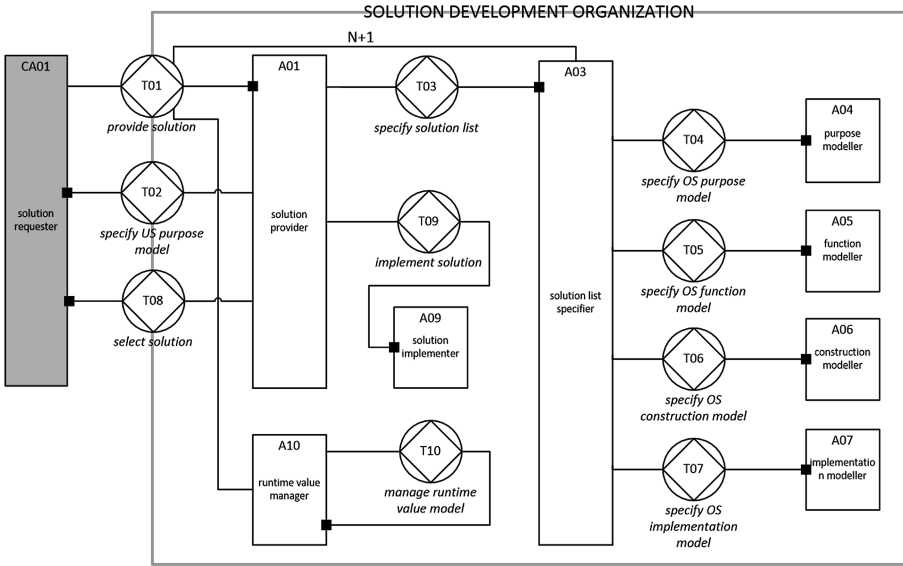 SOLUTION DEVELOPMENT ORGANIZATION
N+1
CA01
solution
requester
T01
provide solution
T02
specify US purpose
model
T08
select solution
A01
solution
provider
T03
specify solution list
T09
implement solution
A09
solution
implementer
A10
runtime value
manager
T10
manage runtime
value model
A03
solution list
specifier
T04
specify OS purpose
model
T05
specify OS function
model
T06
specify OS
construction model
T07
specify OS
implementation
model
A04
purpose
modeller
A05
function
modeller
A06
construction
modeller
A07
implementatio
n modeller